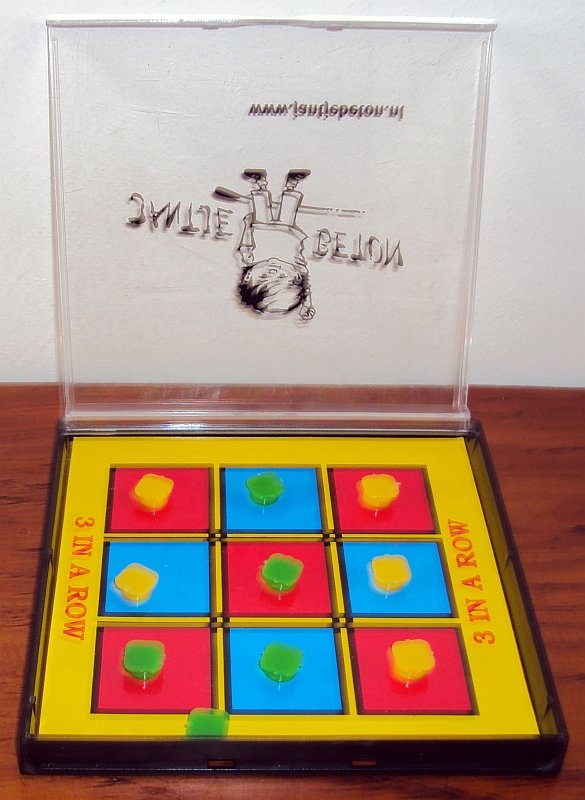 www.jantjebeton.nl
JANTJE BETON
3 IN A ROW
3 IN A ROW